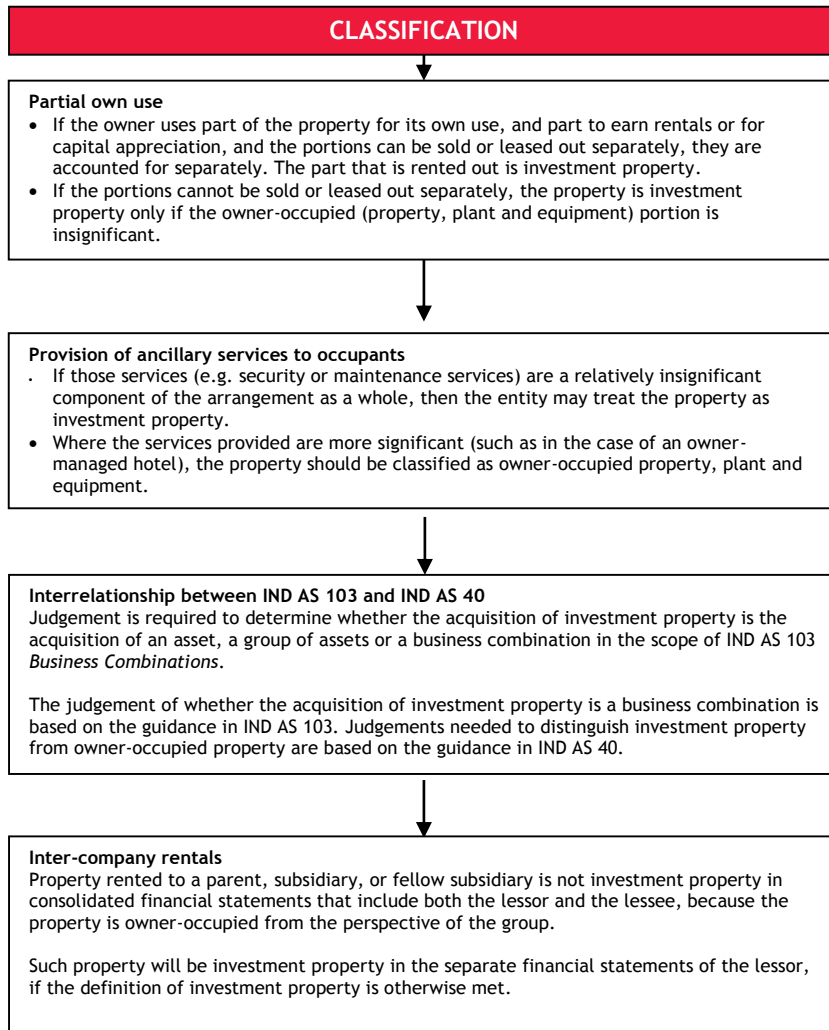 CLASSIFICATION
Partial own use
• If the owner uses part of the property for its own use, and part to earn rentals or for
capital appreciation, and the portions can be sold or leased out separately, they are
accounted for separately. The part that is rented out is investment property.
• If the portions cannot be sold or leased out separately, the property is investment
property only if the owner-occupied (property, plant and equipment) portion is
insignificant.
Provision of ancillary services to occupants
. If those services (e.g. security or maintenance services) are a relatively insignificant
component of the arrangement as a whole, then the entity may treat the property as
investment property.
• Where the services provided are more significant (such as in the case of an owner-
managed hotel), the property should be classified as owner-occupied property, plant and
equipment.
Interrelationship between IND AS 103 and IND AS 40
Judgement is required to determine whether the acquisition of investment property is the
acquisition of an asset, a group of assets or a business combination in the scope of IND AS 103
Business Combinations.
The judgement of whether the acquisition of investment property is a business combination is
based on the guidance in IND AS 103. Judgements needed to distinguish investment property
from owner-occupied property are based on the guidance in IND AS 40.
Inter-company rentals
Property rented to a parent, subsidiary, or fellow subsidiary is not investment property in
consolidated financial statements that include both the lessor and the lessee, because the
property is owner-occupied from the perspective of the group.
Such property will be investment property in the separate financial statements of the lessor,
if the definition of investment property is otherwise met.